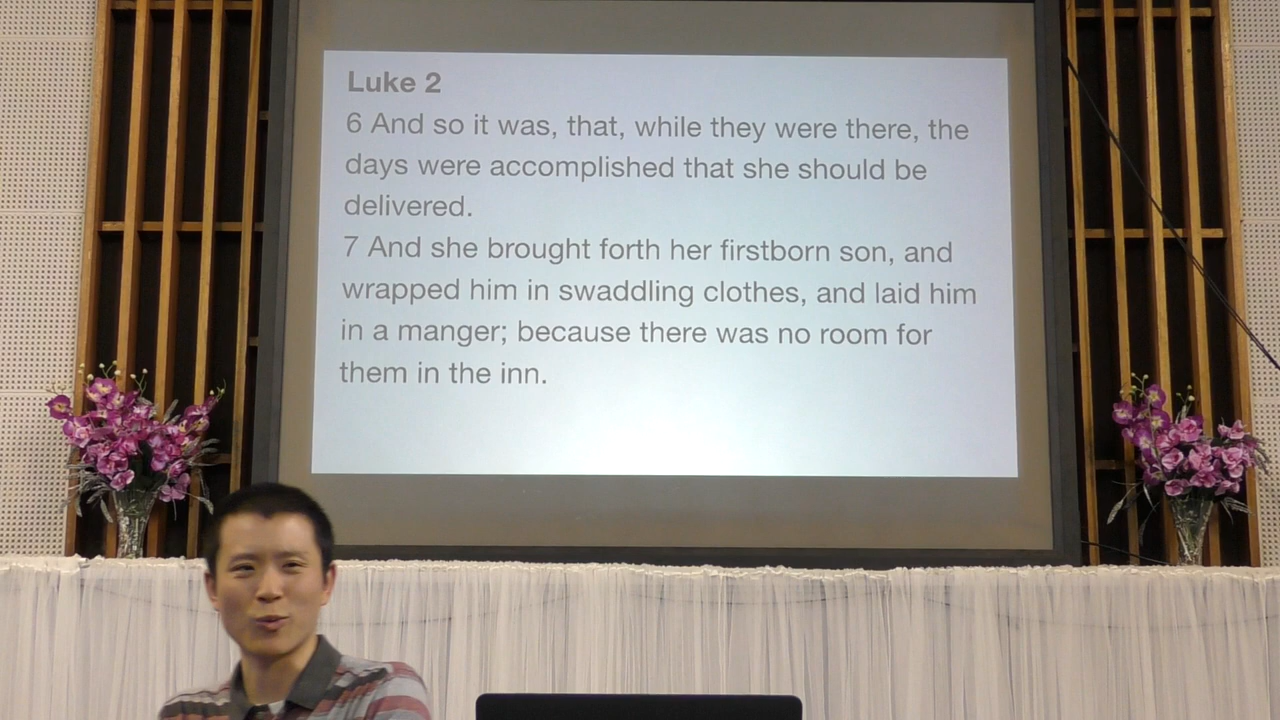 Luke 2
6 And so it was, that, while they were there, the
days were accomplished that she should be
delivered.
7 And she brought forth her firstborn son, and
wrapped him in swaddling clothes, and laid him
in a manger; because there was no room for
them in the inn.